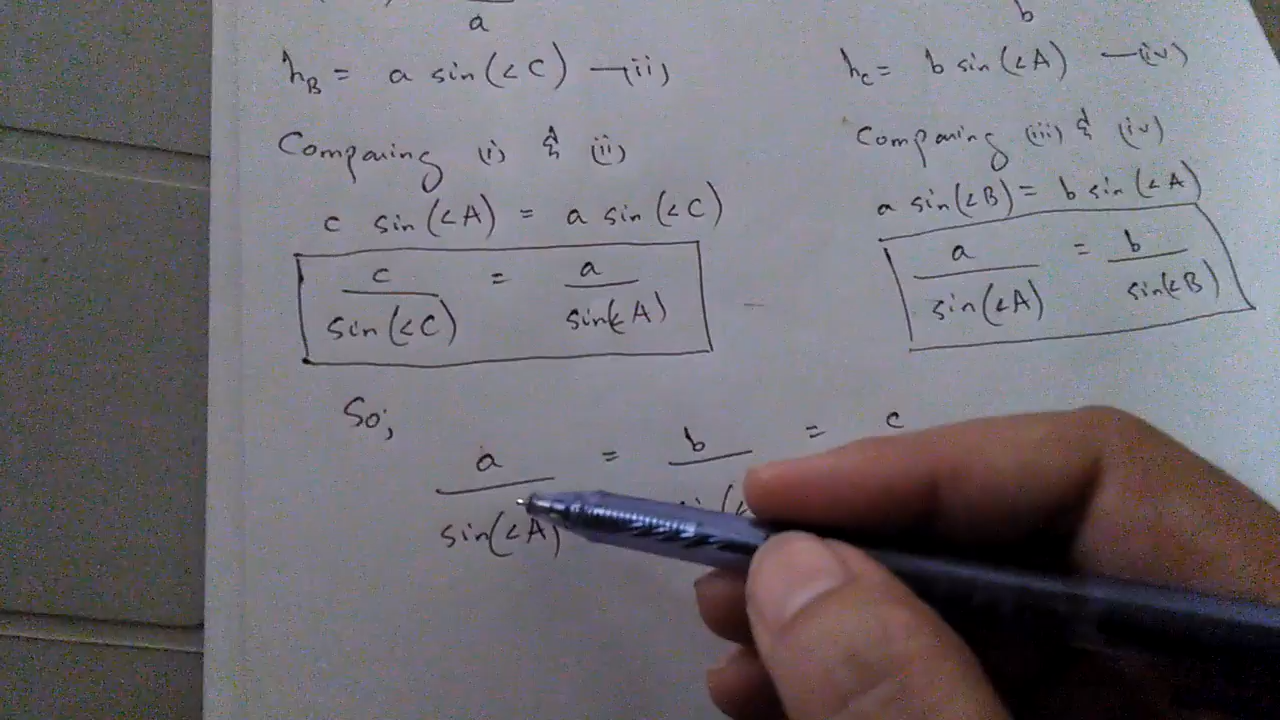 a
h_B = a sin(∠C) —(ii)
Comparing (i) & (ii)
c sin(∠A) = a sin(∠C)
c/sin(∠C) = a/sin(∠A)
b
h_C = b sin(∠A) —(iv)
Comparing (iii) & (iv)
a sin(∠B) = b sin(∠A)
a/sin(∠A) = b/sin(∠B)
So;
a/sin(∠A) = b/sin(∠ = c